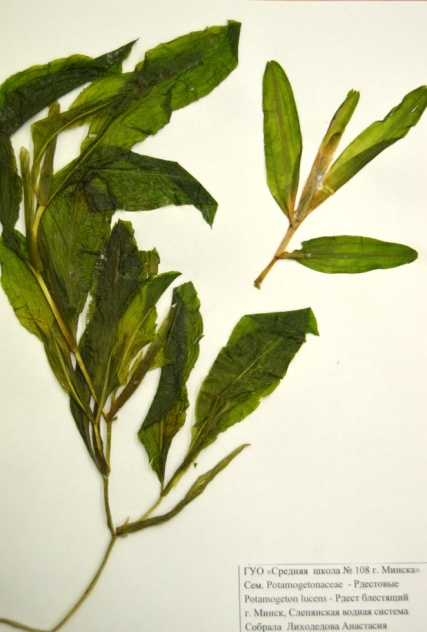 ГУО «Средняя школа № 108 г. Минска»
Сем. Potamogetonaceae - Рдестовые
Potamogeton lucens - Рдест блестящий
г. Минск, Слепянская водная система
Собрала Лиходедова Анастасия